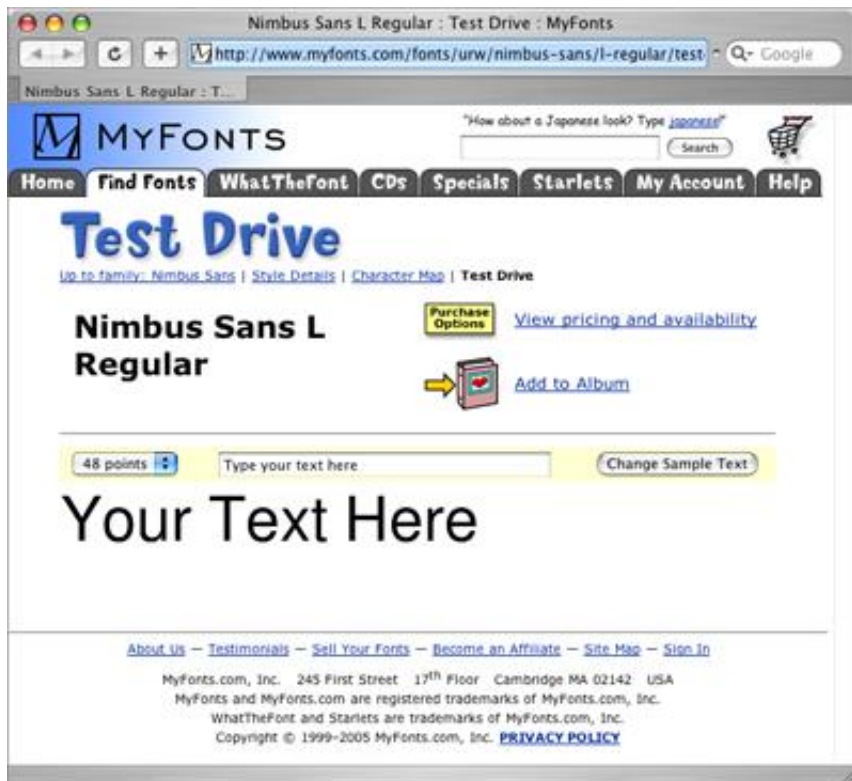 Nimbus Sans L Regular : Test Drive : MyFonts
http://www.myfonts.com/fonts/urw/nimbus-sans/l-regular/test
Google
Nimbus Sans L Regular : T...
MYFONTS
"How about a Japanese look? Type japanese"
Search
Home Find Fonts WhatTheFont CDs Specials Starlets My Account Help
Test Drive
Up to family: Nimbus Sans | Style Details | Character Map | Test Drive
Nimbus Sans L
Regular
Purchase
Options
View pricing and availability
Add to Album
48 points Type your text here Change Sample Text
Your Text Here
About Us — Testimonials — Sell Your Fonts — Become an Affiliate — Site Map — Sign In
MyFonts.com, Inc. 245 First Street 17th Floor Cambridge MA 02142 USA
MyFonts and MyFonts.com are registered trademarks of MyFonts.com, Inc.
WhatTheFont and Starlets are trademarks of MyFonts.com, Inc.
Copyright © 1999-2005 MyFonts.com, Inc. PRIVACY POLICY